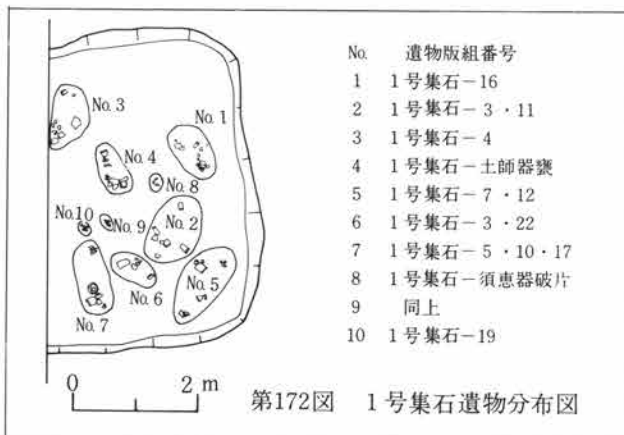 No.3
No.1
No.4
No.8
No.10
No.9
No.2
No.6
No.5
No.7
0 2 m
No. 遺物版組番号
1 1号集石－16
2 1号集石－3・11
3 1号集石－4
4 1号集石－土師器甕
5 1号集石－7・12
6 1号集石－3・22
7 1号集石－5・10・17
8 1号集石－須恵器破片
9 同上
10 1号集石－19
第172図 1号集石遺物分布図